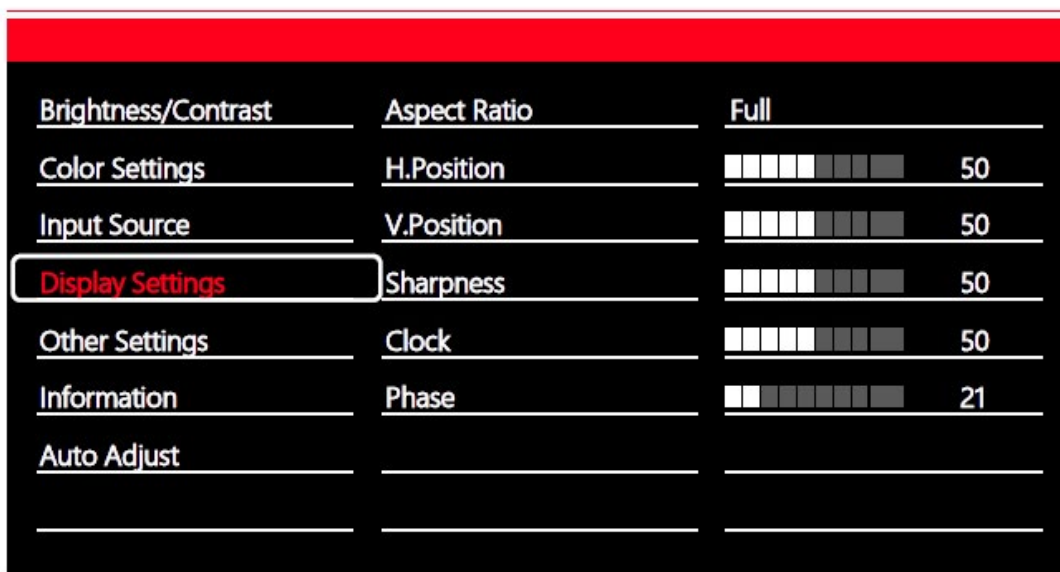 Brightness/Contrast Aspect Ratio Full
Color Settings H.Position 50
Input Source V.Position 50
Display Settings Sharpness 50
Other Settings Clock 50
Information Phase 21
Auto Adjust